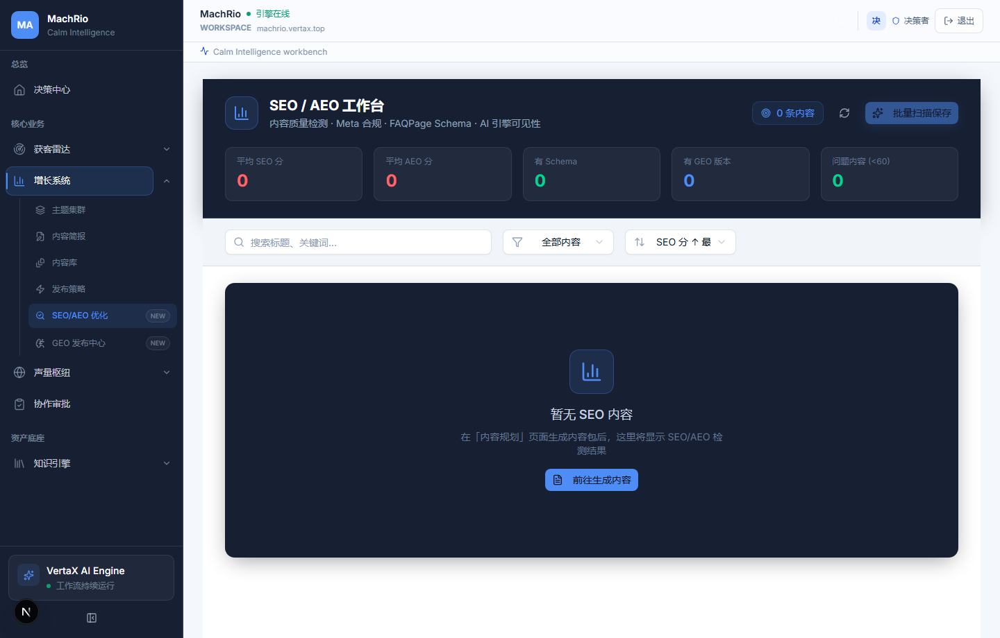 MA
MachRio
Calm Intelligence
总览
决策中心
核心业务
获客雷达
增长系统
主题集群
内容简报
内容库
发布策略
SEO/AEO 优化
NEW
GEO 发布中心
NEW
声量枢纽
协作审批
资产底座
知识引擎
VertaX AI Engine
工作流持续运行
N
MachRio
引擎在线
WORKSPACE machrio.vertax.top
决
决策者
退出
Calm Intelligence workbench
SEO / AEO 工作台
内容质量检测 · Meta 合规 · FAQPage Schema · AI 引擎可见性
0 条内容
批量扫描保存
平均 SEO 分
0
平均 AEO 分
0
有 Schema
0
有 GEO 版本
0
问题内容 (<60)
0
搜索标题、关键词...
全部内容
SEO 分 ↑ 最
暂无 SEO 内容
在「内容规划」页面生成内容包后，这里将显示 SEO/AEO 检
测结果
前往生成内容